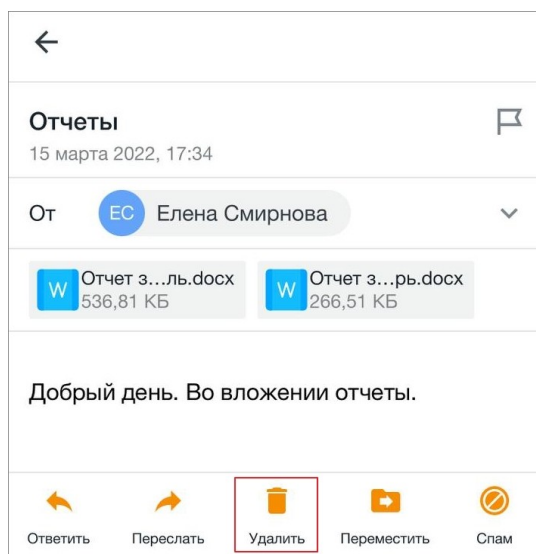 Отчеты
15 марта 2022, 17:34
От ЕС Елена Смирнова
W Отчет з...ль.docx W Отчет з...рь.docx
536,81 КБ 266,51 КБ
Добрый день. Во вложении отчеты.
Ответить Переслать Удалить Переместить Спам